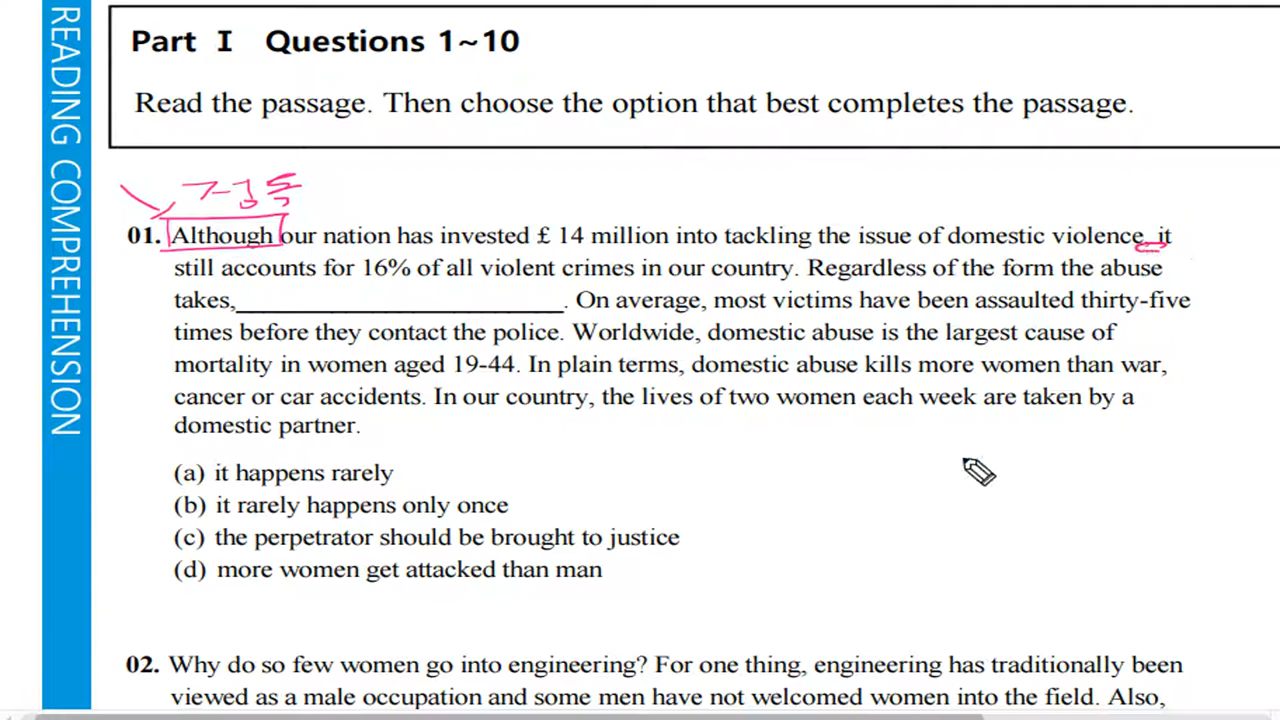 READING COMPREHENSION
Part I Questions 1~10
Read the passage. Then choose the option that best completes the passage.
01. Although our nation has invested £ 14 million into tackling the issue of domestic violence, it
still accounts for 16% of all violent crimes in our country. Regardless of the form the abuse
takes,_______________________. On average, most victims have been assaulted thirty-five
times before they contact the police. Worldwide, domestic abuse is the largest cause of
mortality in women aged 19-44. In plain terms, domestic abuse kills more women than war,
cancer or car accidents. In our country, the lives of two women each week are taken by a
domestic partner.
(a) it happens rarely
(b) it rarely happens only once
(c) the perpetrator should be brought to justice
(d) more women get attacked than man
02. Why do so few women go into engineering? For one thing, engineering has traditionally been
viewed as a male occupation and some men have not welcomed women into the field. Also,